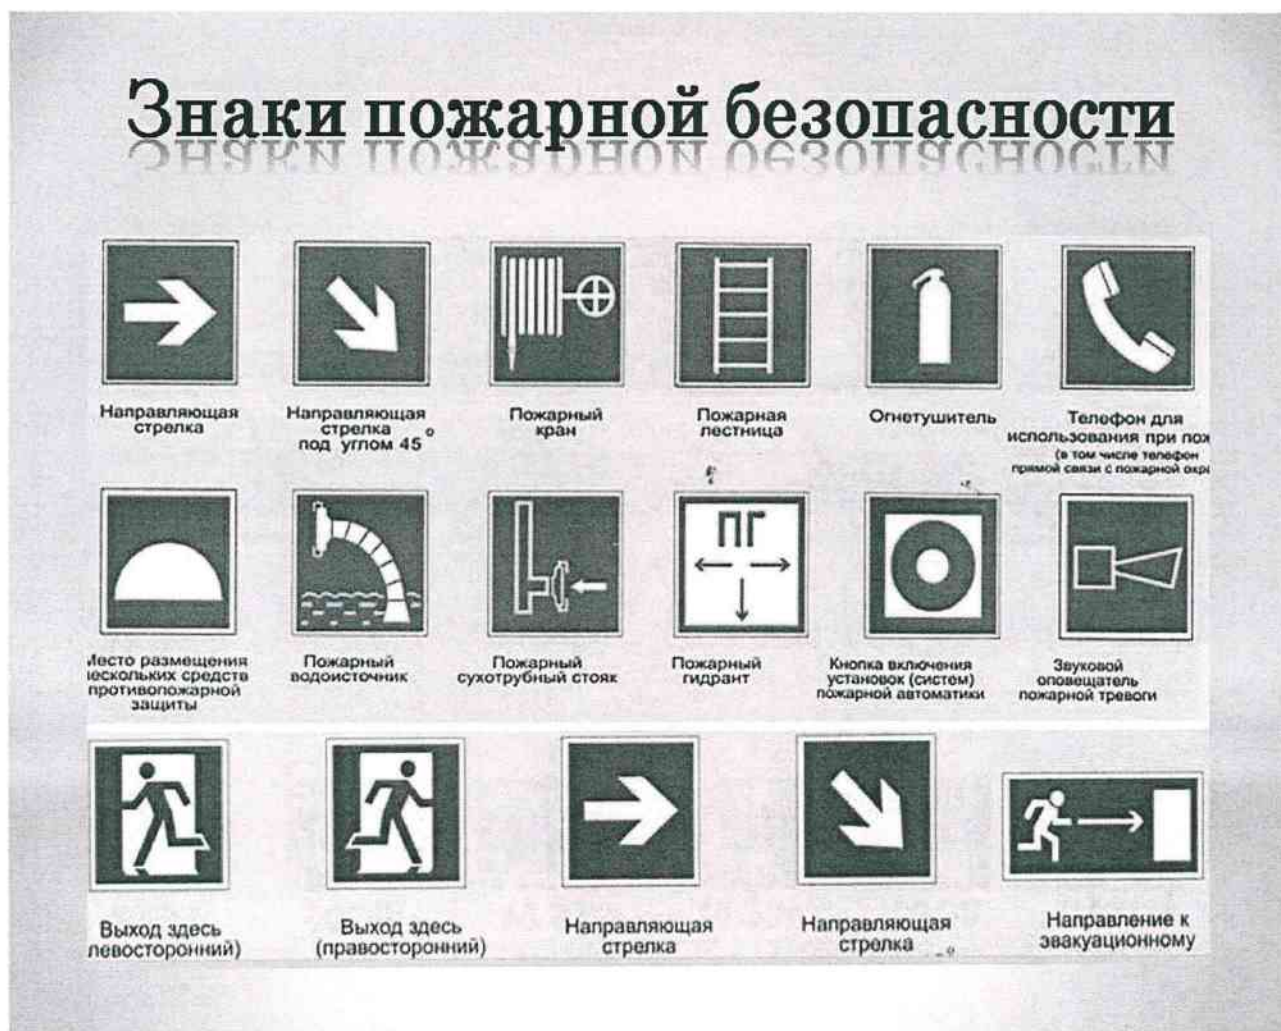 Знаки пожарной безопасности
Направляющая
стрелка
Направляющая
стрелка
под углом 45°
Пожарный
кран
Пожарная
лестница
Огнетушитель
Телефон для
использования при пож
(в том числе телефон
прямой связи с пожарной охр
Место размещения
нескольких средств
противопожарной
защиты
Пожарный
водоисточник
Пожарный
сухотрубный стояк
ПГ
Пожарный
гидрант
Кнопка включения
установок (систем)
пожарной автоматики
Звуковой
оповещатель
пожарной тревоги
Выход здесь
левосторонний)
Выход здесь
(правосторонний)
Направляющая
стрелка
Направляющая
стрелка
Направление к
эвакуационному